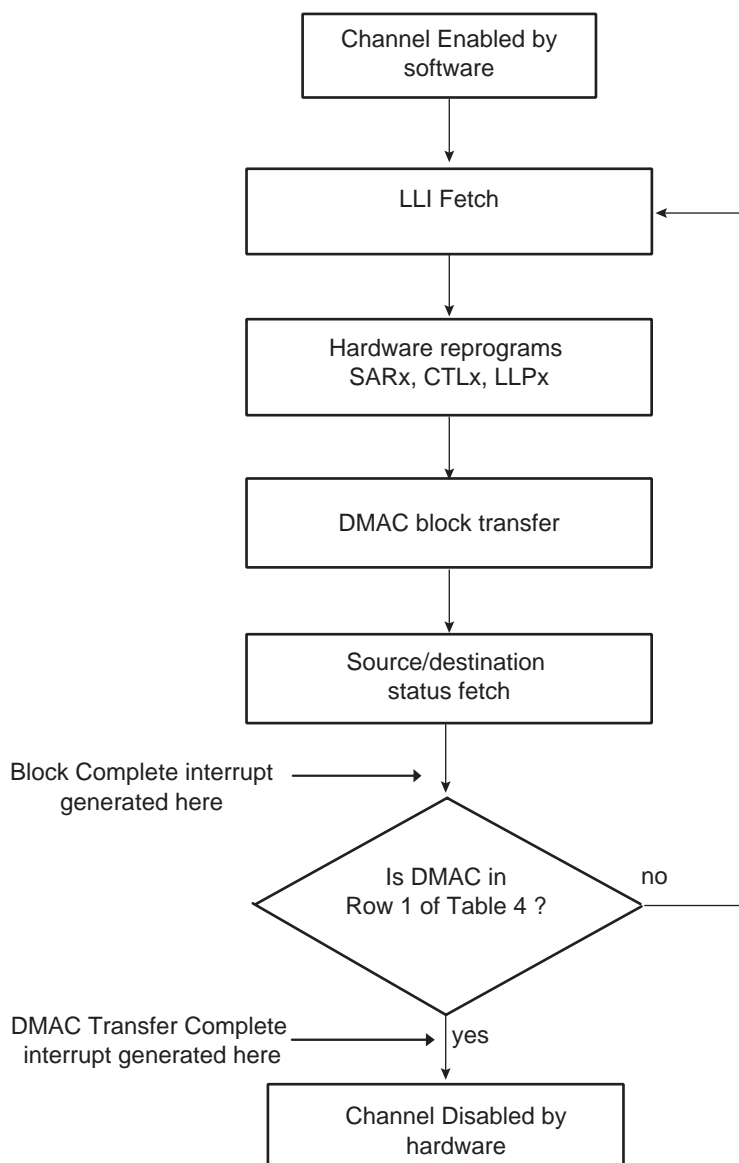 Channel Enabled by
software
LLI Fetch
Hardware reprograms
SARx, CTLx, LLPx
DMAC block transfer
Source/destination
status fetch
Block Complete interrupt
generated here
Is DMAC in
Row 1 of Table 4 ?
no
DMAC Transfer Complete
interrupt generated here
yes
Channel Disabled by
hardware